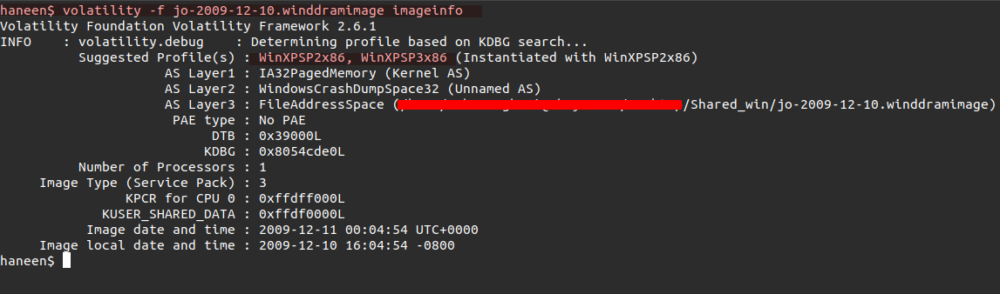 haneen$ volatility -f jo-2009-12-10.winddramimage imageinfo
Volatility Foundation Volatility Framework 2.6.1
INFO    : volatility.debug    : Determining profile based on KDBG search...
Suggested Profile(s) : WinXPSP2x86, WinXPSP3x86 (Instantiated with WinXPSP2x86)
AS Layer1 : IA32PagedMemory (Kernel AS)
AS Layer2 : WindowsCrashDumpSpace32 (Unnamed AS)
AS Layer3 : FileAddressSpace (/Shared_win/jo-2009-12-10.winddramimage)
PAE type : No PAE
DTB : 0x39000L
KDBG : 0x8054cde0L
Number of Processors : 1
Image Type (Service Pack) : 3
KPCR for CPU 0 : 0xffdff000L
KUSER_SHARED_DATA : 0xffdf0000L
Image date and time : 2009-12-11 00:04:54 UTC+0000
Image local date and time : 2009-12-10 16:04:54 -0800
haneen$